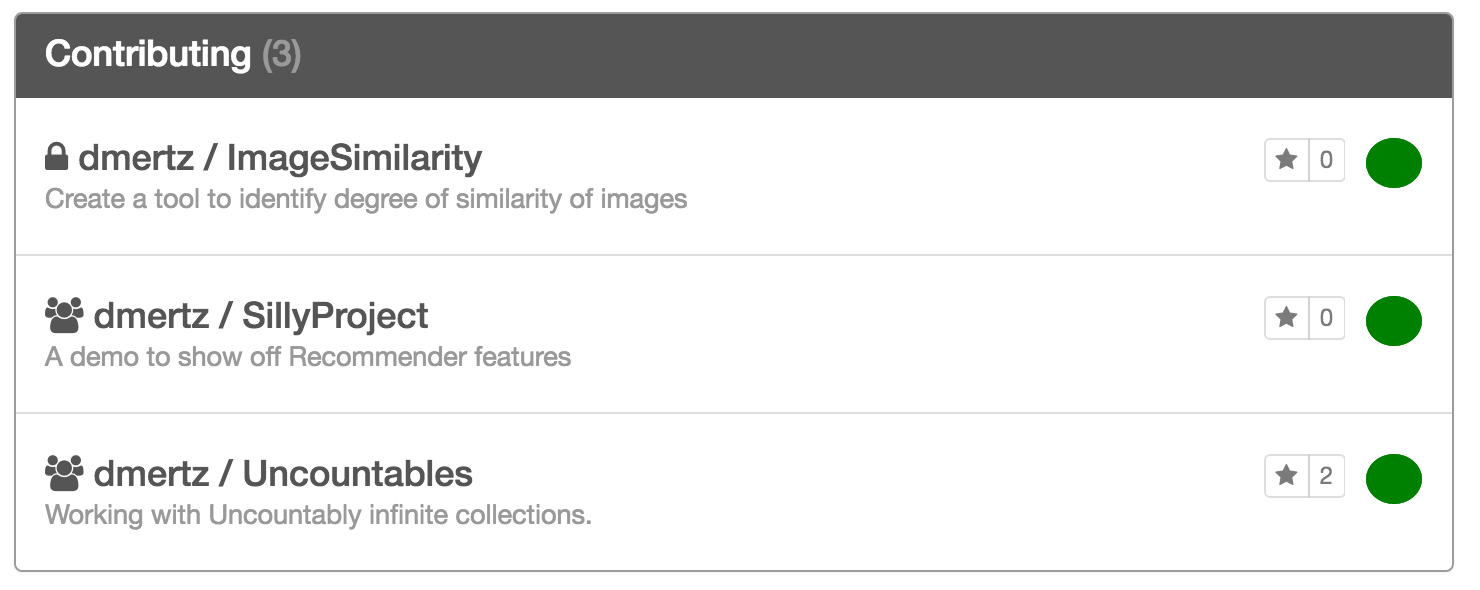 Contributing (3)
dmertz / ImageSimilarity
0
Create a tool to identify degree of similarity of images
dmertz / SillyProject
0
A demo to show off Recommender features
dmertz / Uncountables
2
Working with Uncountably infinite collections.